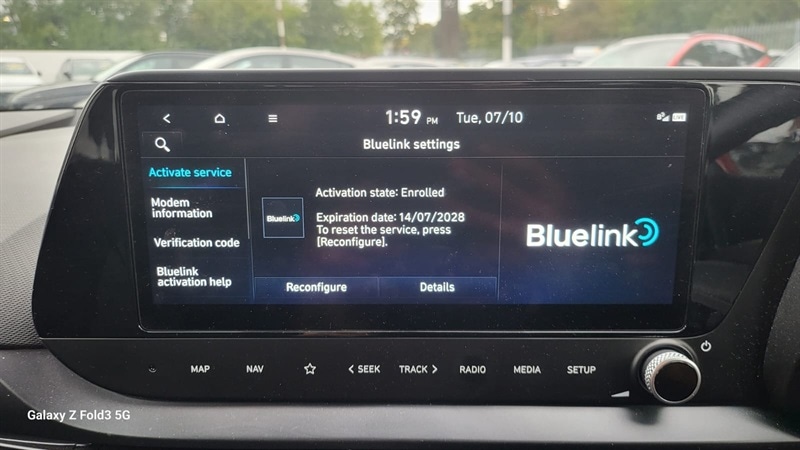 1:59 PM Tue, 07/10
LIVE
Bluelink settings
Activate service
Modem
information
Verification code
Bluelink
activation help
Bluelink
Activation state: Enrolled
Expiration date: 14/07/2028
To reset the service, press
[Reconfigure].
Reconfigure
Details
Bluelink
MAP
NAV
< SEEK
TRACK >
RADIO
MEDIA
SETUP
Galaxy Z Fold3 5G